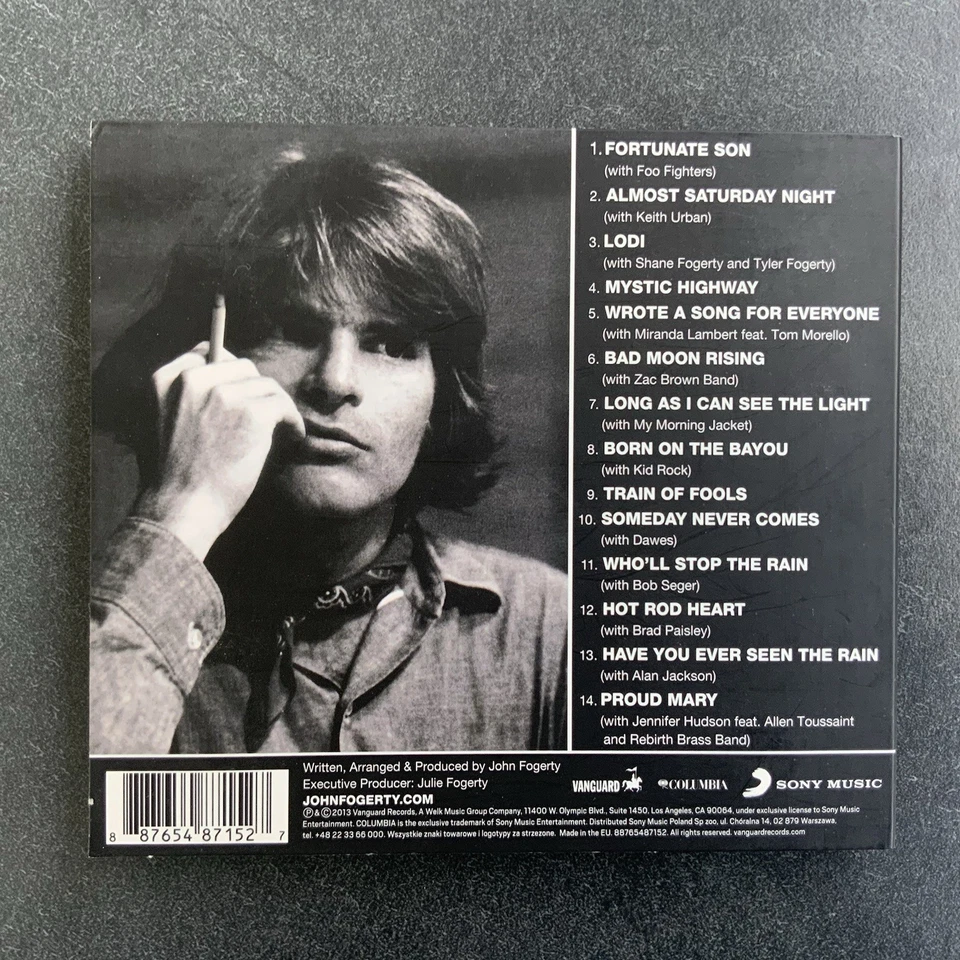 1. FORTUNATE SON
(with Foo Fighters)
2. ALMOST SATURDAY NIGHT
(with Keith Urban)
3. LODI
(with Shane Fogerty and Tyler Fogerty)
4. MYSTIC HIGHWAY
5. WROTE A SONG FOR EVERYONE
(with Miranda Lambert feat. Tom Morello)
6. BAD MOON RISING
(with Zac Brown Band)
7. LONG AS I CAN SEE THE LIGHT
(with My Morning Jacket)
8. BORN ON THE BAYOU
(with Kid Rock)
9. TRAIN OF FOOLS
10. SOMEDAY NEVER COMES
(with Dawes)
11. WHO'LL STOP THE RAIN
(with Bob Seger)
12. HOT ROD HEART
(with Brad Paisley)
13. HAVE YOU EVER SEEN THE RAIN
(with Alan Jackson)
14. PROUD MARY
(with Jennifer Hudson feat. Allen Toussaint
and Rebirth Brass Band)
8 87654 87152 7
Written, Arranged & Produced by John Fogerty
Executive Producer: Julie Fogerty
JOHNFOGERTY.COM
VANGUARD COLUMBIA SONY MUSIC
℗ & © 2013 Vanguard Records, A Welk Music Group Company, 11400 W. Olympic Blvd., Suite 1450. Los Angeles, CA 90064, under exclusive license to Sony Music
Entertainment. COLUMBIA is the exclusive trademark of Sony Music Entertainment. Distributed Sony Music Poland Sp zoo, ul. Chóralna 14, 02 879 Warszawa,
tel. +48 22 33 66 000. Wszystkie znaki towarowe i logotypy za strzeżone. Made in the EU. 88765487152. All rights reserved. vanguardrecords.com